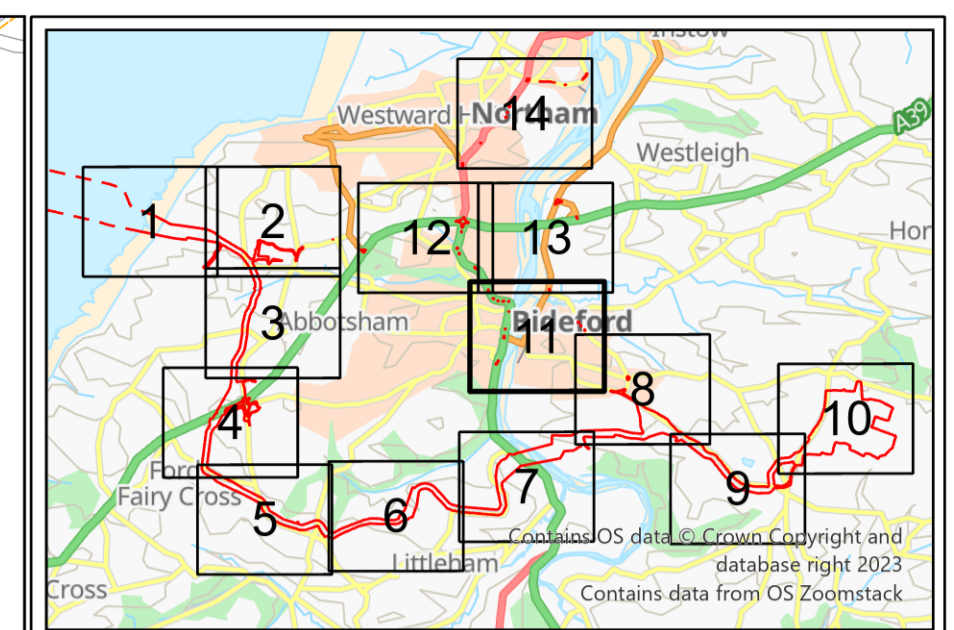 Instow
Westward H
Northam
14
A39
Westleigh
1
2
12
13
Hor
3
Abbotsham
Bideford
11
8
10
4
Ford
Fairy Cross
9
7
5
6
Contains OS data © Crown Copyright and
database right 2023
Littleham
Contains data from OS Zoomstack
Cross